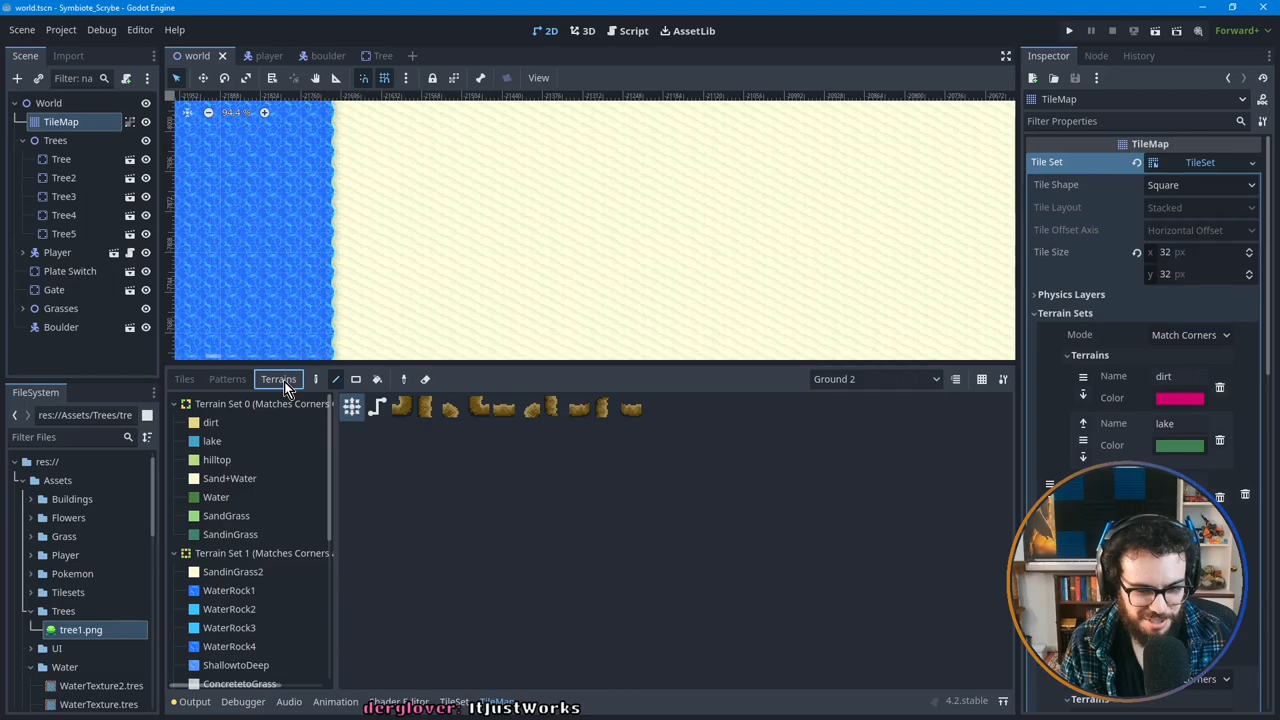 world.tscn - Symbiote_Scrybe - Godot Engine
Scene Project Debug Editor Help
2D 3D Script AssetLib
Forward+
Scene Import
world player boulder Tree
Inspector Node History
Filter: na
View
World
TileMap
Trees
Tree
Tree2
Tree3
Tree4
Tree5
Player
Plate Switch
Gate
Grasses
Boulder
94.4 %
TileMap
Filter Properties
TileMap
Tile Set TileSet
Tile Shape Square
Tile Layout Stacked
Tile Offset Axis Horizontal Offset
Tile Size x 32 px
y 32 px
Physics Layers
Terrain Sets
Mode Match Corners
Terrains
Name dirt
Color
Name lake
Color
Tiles Patterns Terrains
Ground 2
Terrain Set 0 (Matches Corners
dirt
lake
hilltop
Sand+Water
Water
SandGrass
SandinGrass
Terrain Set 1 (Matches Corners a
SandinGrass2
WaterRock1
WaterRock2
WaterRock3
WaterRock4
ShallowtoDeep
ConcretetoGrass
FileSystem
res://Assets/Trees/tre
Filter Files
res://
Assets
Buildings
Flowers
Grass
Player
Pokemon
Tilesets
Trees
tree1.png
UI
Water
WaterTexture2.tres
WaterTexture.tres
Output Debugger Audio Animation Shader Editor TileSet TileMap
4.2.stable
derglover: ItJustWorks